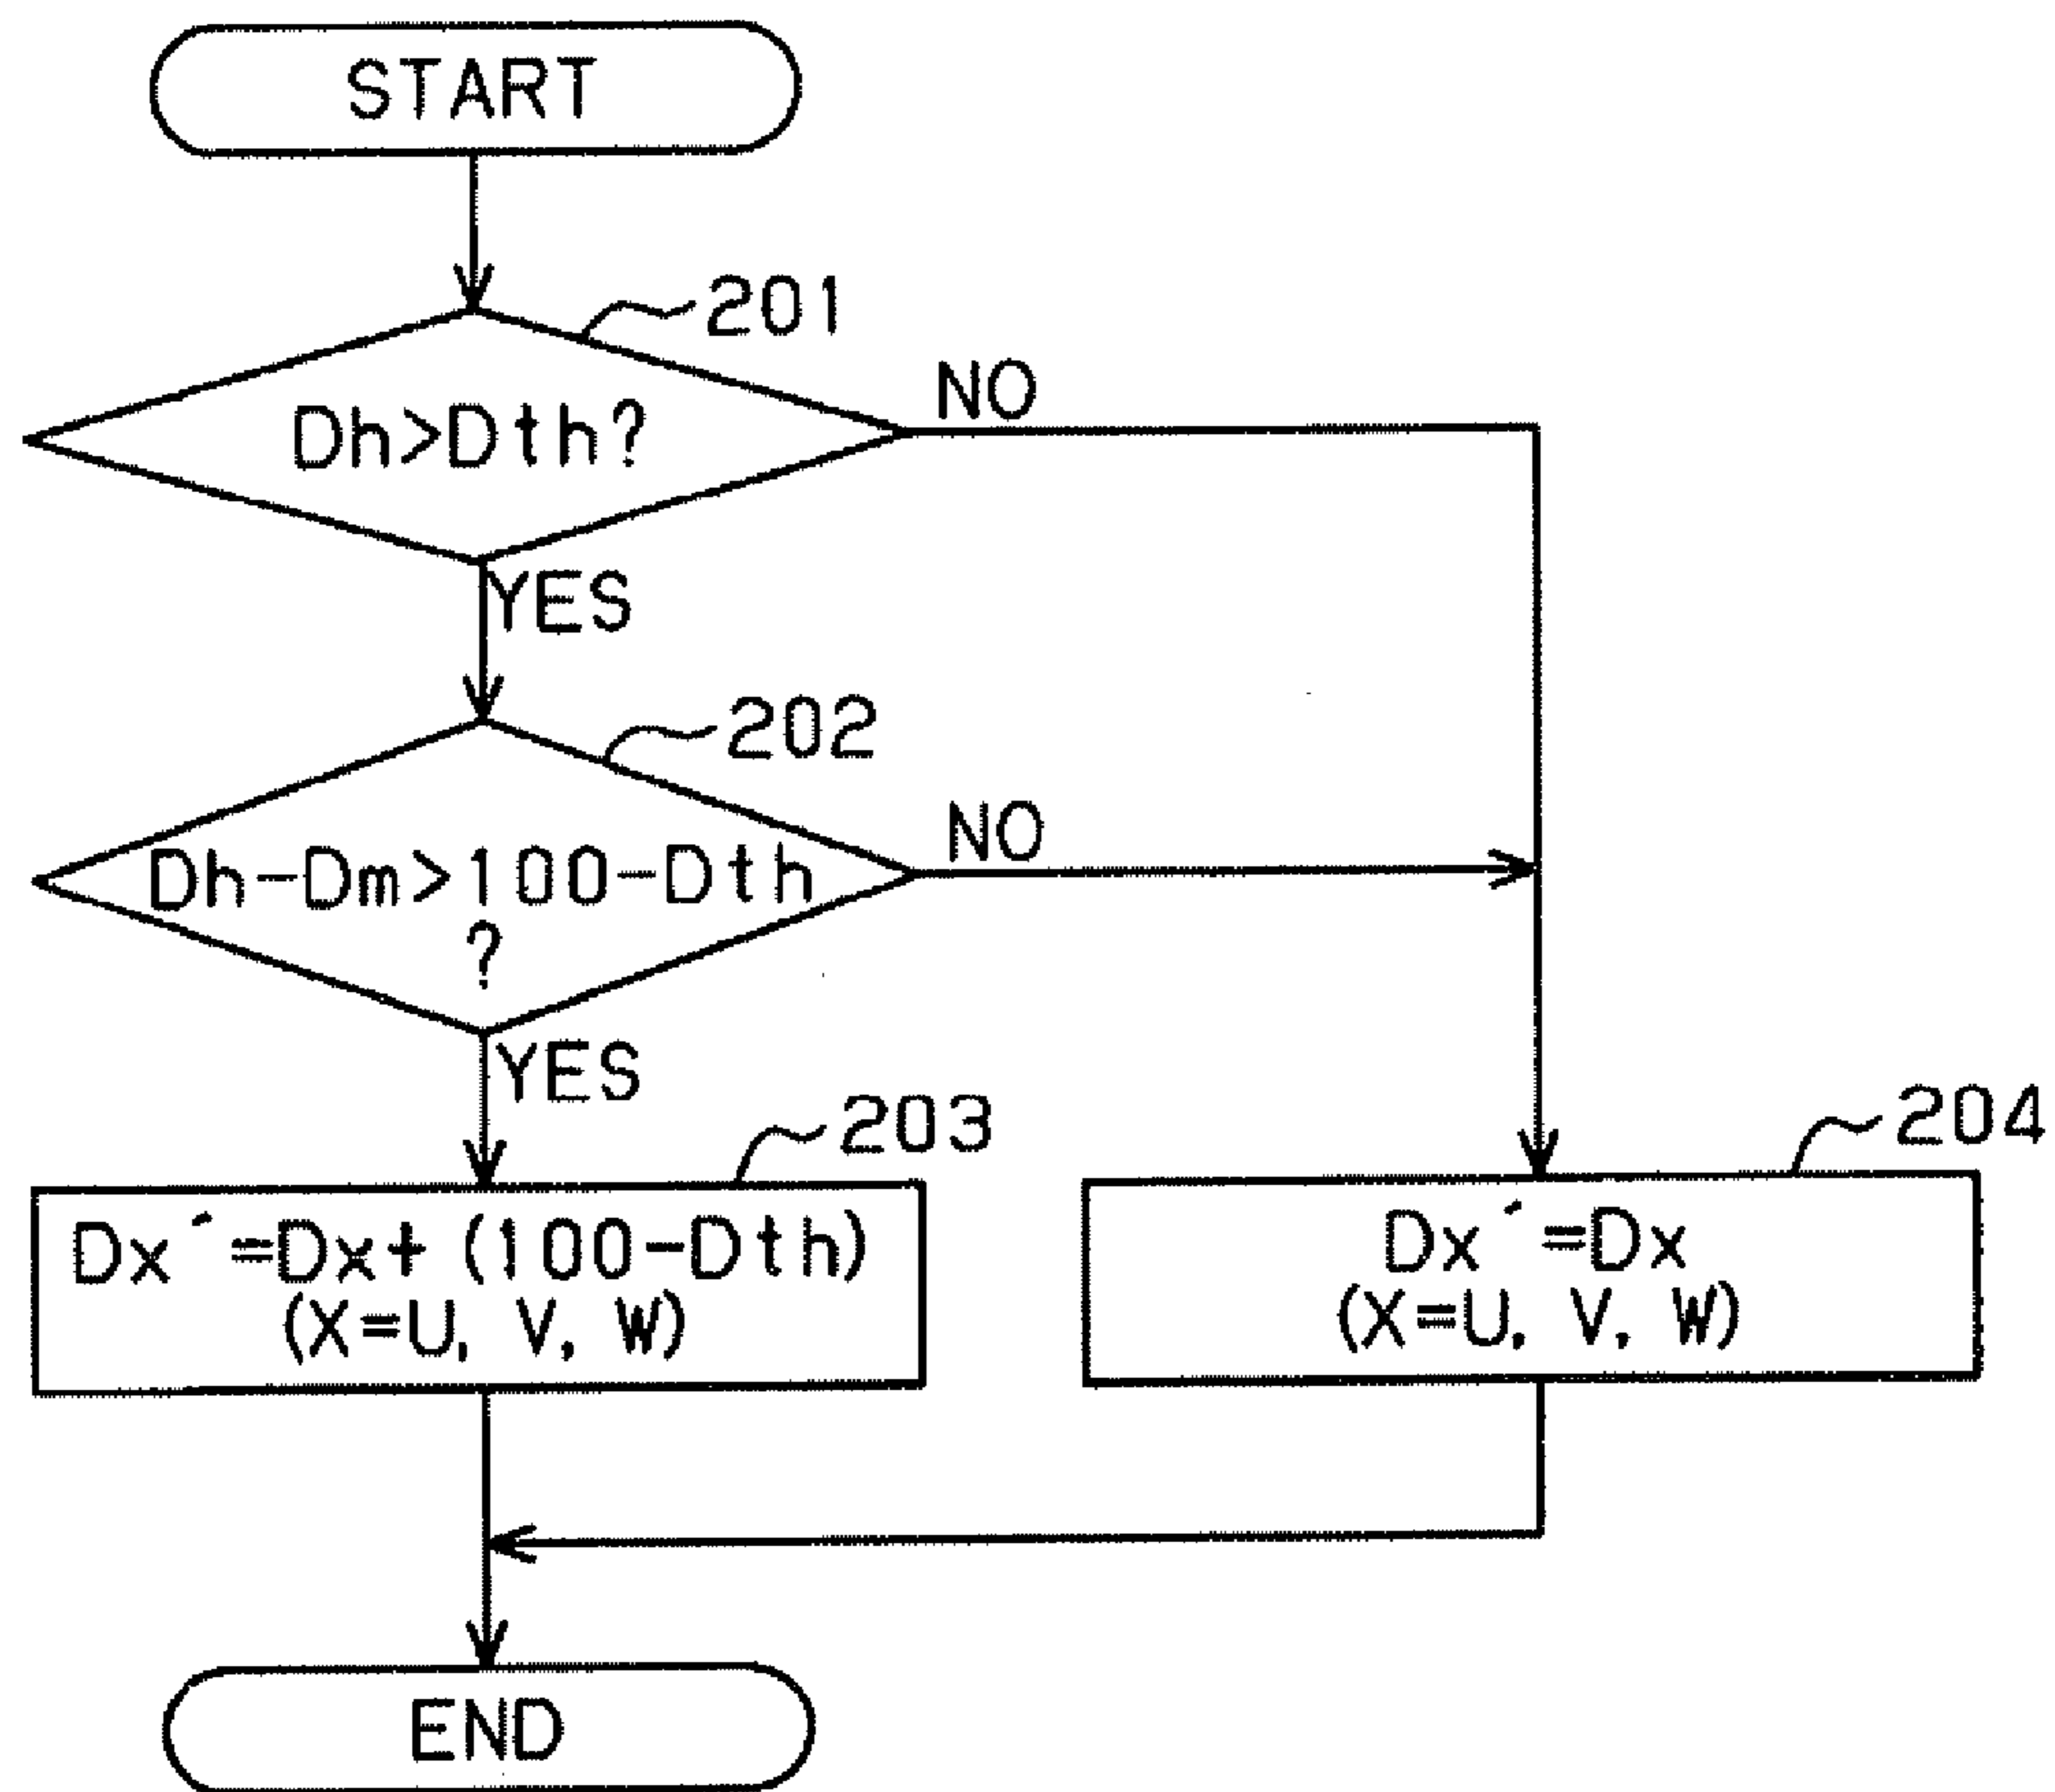 START
201
Dh>Dth?
NO
YES
202
Dh-Dm>100-Dth
?
NO
YES
203
Dx´=Dx+(100-Dth)
(X=U, V, W)
204
Dx´=Dx
(X=U, V, W)
END